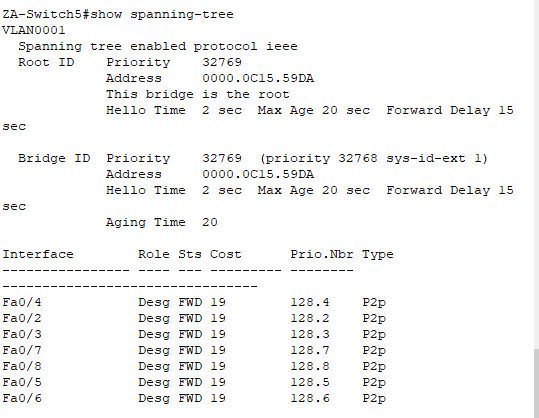 ZA-Switch5#show spanning-tree
VLAN0001
  Spanning tree enabled protocol ieee
  Root ID    Priority    32769
             Address     0000.0C15.59DA
             This bridge is the root
             Hello Time  2 sec  Max Age 20 sec  Forward Delay 15
sec

  Bridge ID  Priority    32769  (priority 32768 sys-id-ext 1)
             Address     0000.0C15.59DA
             Hello Time  2 sec  Max Age 20 sec  Forward Delay 15
sec
             Aging Time  20

Interface        Role Sts Cost      Prio.Nbr Type
---------------- ---- --- --------- --------
--------------------------------
Fa0/4            Desg FWD 19        128.4    P2p
Fa0/2            Desg FWD 19        128.2    P2p
Fa0/3            Desg FWD 19        128.3    P2p
Fa0/7            Desg FWD 19        128.7    P2p
Fa0/8            Desg FWD 19        128.8    P2p
Fa0/5            Desg FWD 19        128.5    P2p
Fa0/6            Desg FWD 19        128.6    P2p